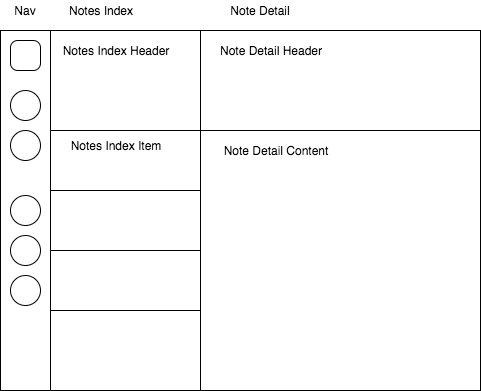 Nav
Notes Index
Note Detail
Notes Index Header
Note Detail Header
Notes Index Item
Note Detail Content